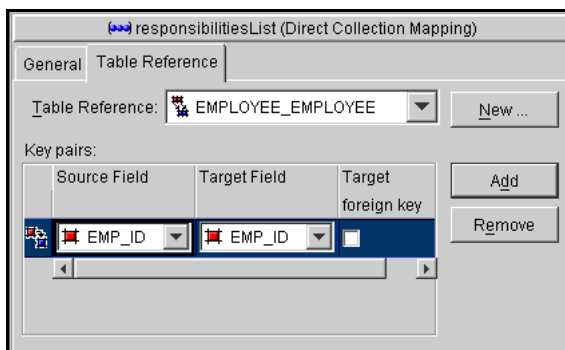 responsibilitiesList (Direct Collection Mapping)
General Table Reference
Table Reference: EMPLOYEE_EMPLOYEE New ...
Key pairs:
Source Field Target Field Target foreign key Add
EMP_ID EMP_ID Remove